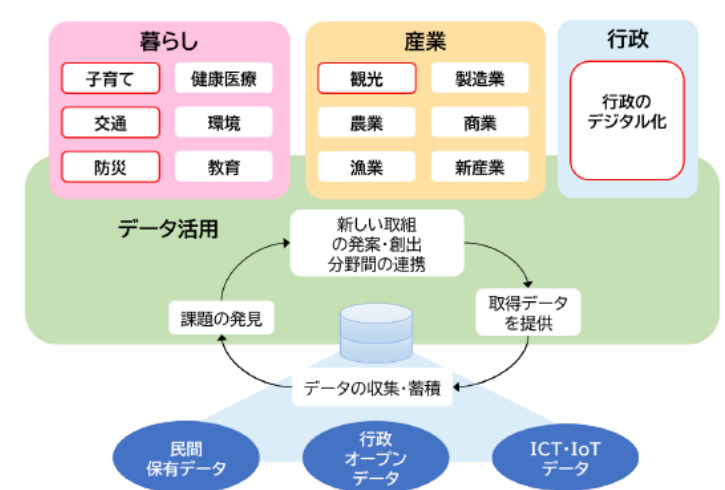 暮らし
子育て
健康医療
交通
環境
防災
教育
産業
観光
製造業
農業
商業
漁業
新産業
行政
行政の
デジタル化
データ活用
新しい取組
の発案・創出
分野間の連携
課題の発見
取得データ
を提供
データの収集・蓄積
民間
保有データ
行政
オープン
データ
ICT・IoT
データ